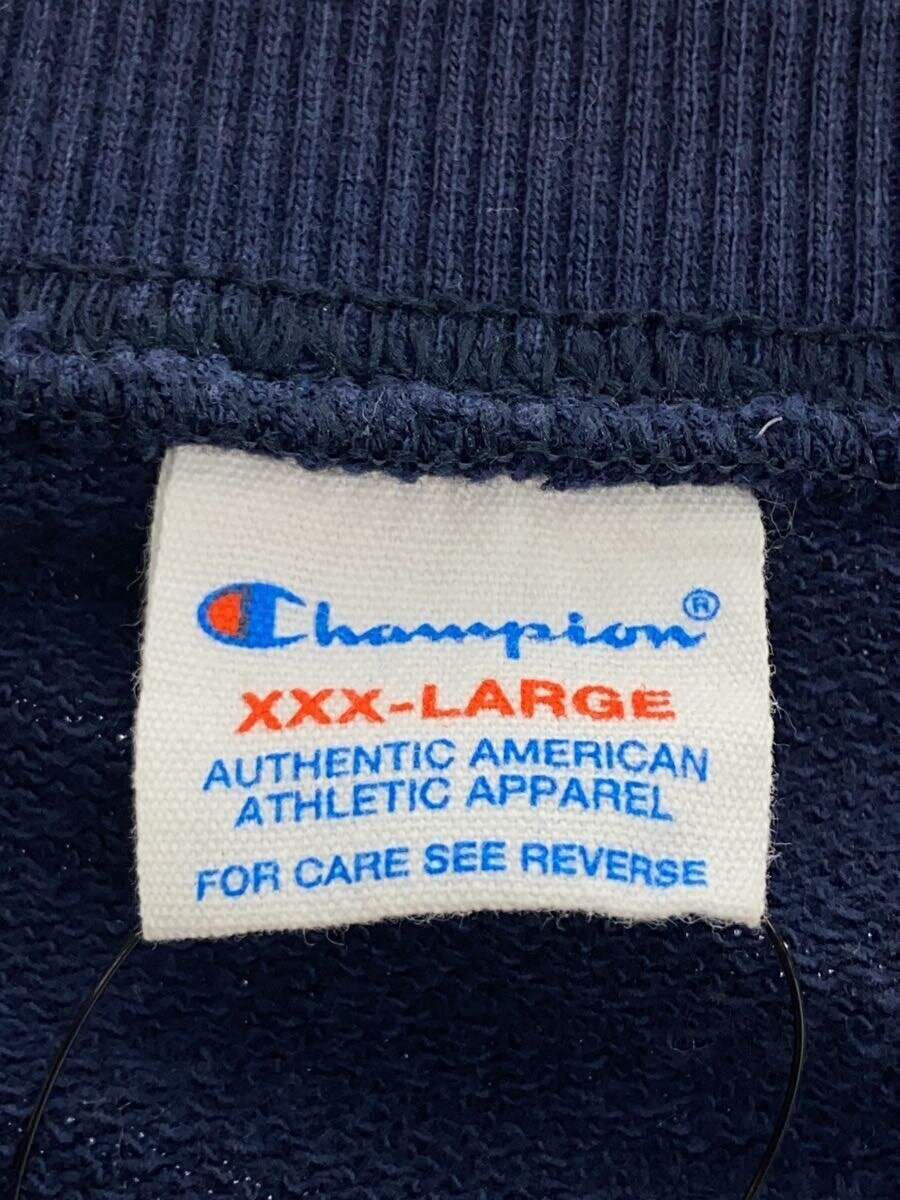 Champion®
XXX-LARGE
AUTHENTIC AMERICAN
ATHLETIC APPAREL
FOR CARE SEE REVERSE